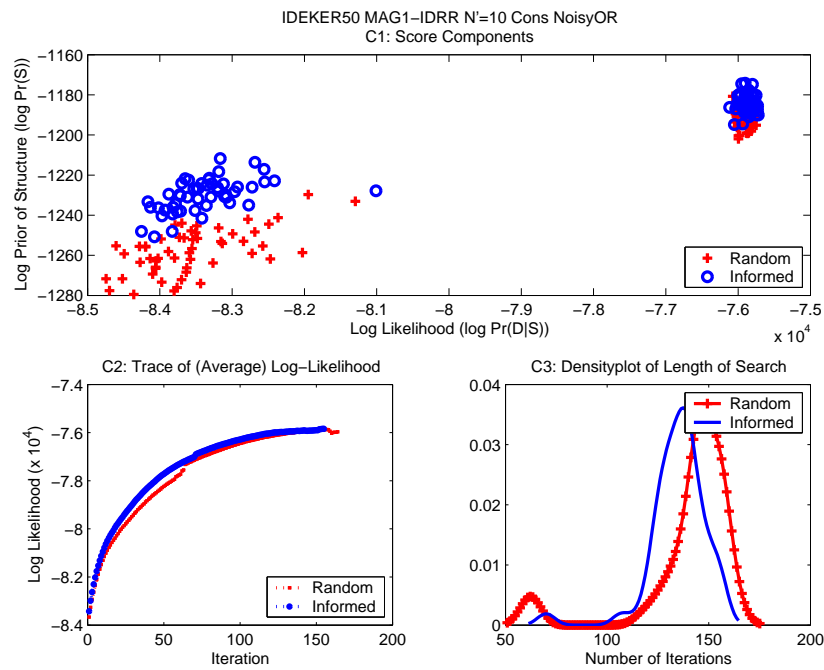 IDEKER50 MAG1−IDRR N'=10 Cons NoisyOR
C1: Score Components
−1160
−1180
−1200
−1220
−1240
−1260
−1280
Log Prior of Structure (log Pr(S))
Random
Informed
−8.5 −8.4 −8.3 −8.2 −8.1 −8 −7.9 −7.8 −7.7 −7.6 −7.5
Log Likelihood (log Pr(D|S))
x 10^4
C2: Trace of (Average) Log−Likelihood
−7.4
−7.6
−7.8
−8
−8.2
−8.4
Log Likelihood (x 10^4)
Random
Informed
0 50 100 150 200
Iteration
C3: Densityplot of Length of Search
0.04
0.03
0.02
0.01
0
Random
Informed
50 100 150 200
Number of Iterations